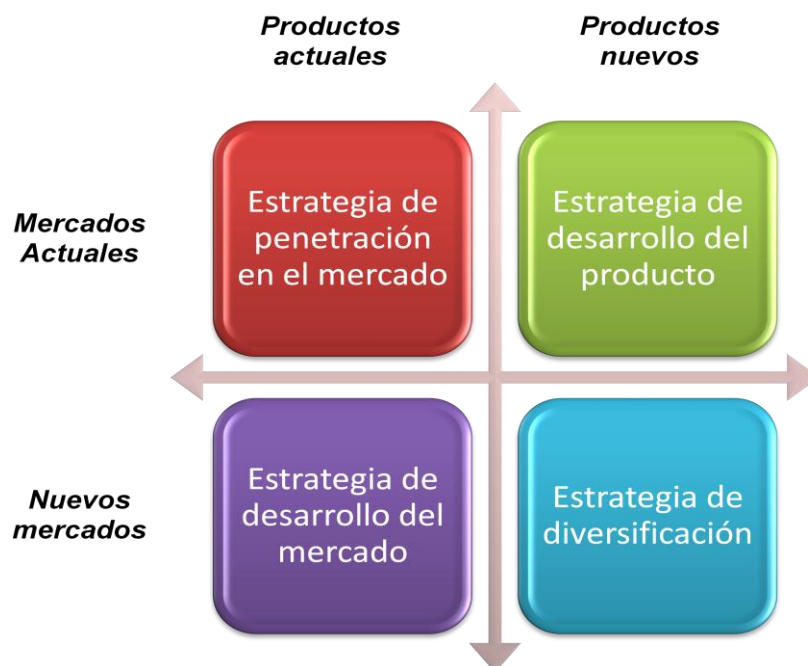 Productos
actuales
Productos
nuevos
Mercados
Actuales
Estrategia de
penetración
en el mercado
Estrategia de
desarrollo del
producto
Nuevos
mercados
Estrategia de
desarrollo del
mercado
Estrategia de
diversificación